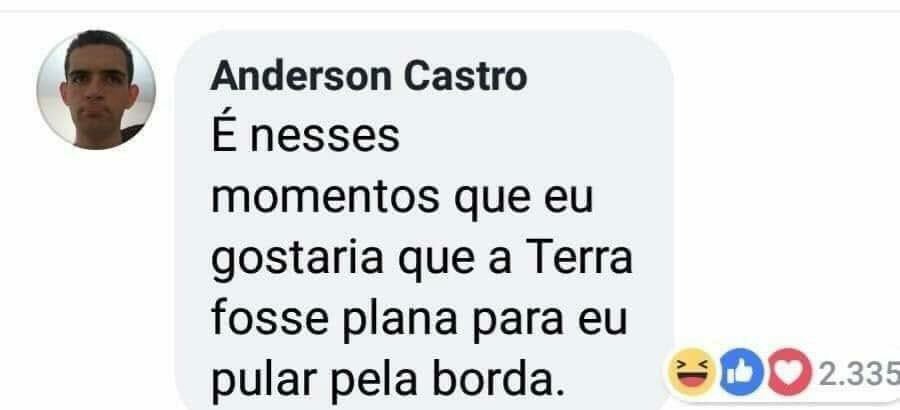 Anderson Castro
É nesses
momentos que eu
gostaria que a Terra
fosse plana para eu
pular pela borda.
2.335